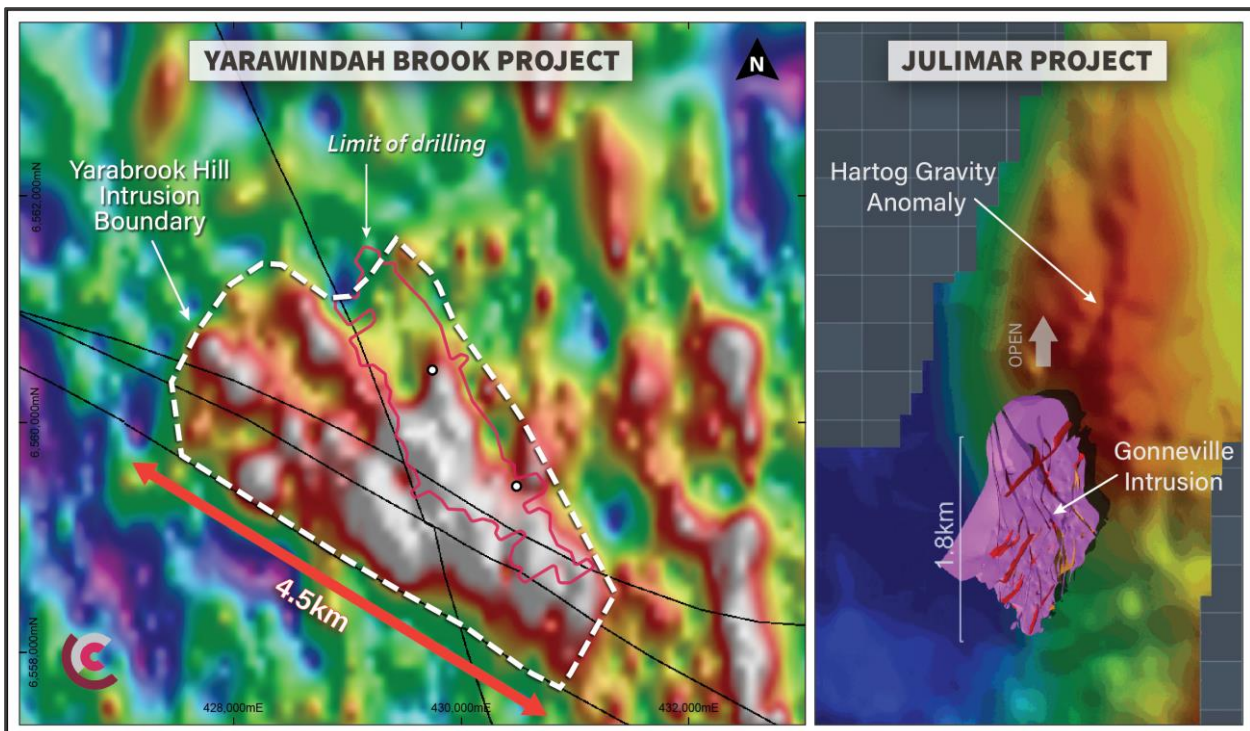 YARAWINDAH BROOK PROJECT
N
Limit of drilling
Yarabrook Hill
Intrusion
Boundary
6,562,000mN
6,560,000mN
6,558,000mN
4.5km
428,000mE
430,000mE
432,000mE
JULIMAR PROJECT
Hartog Gravity
Anomaly
OPEN
Gonneville
Intrusion
1.8km